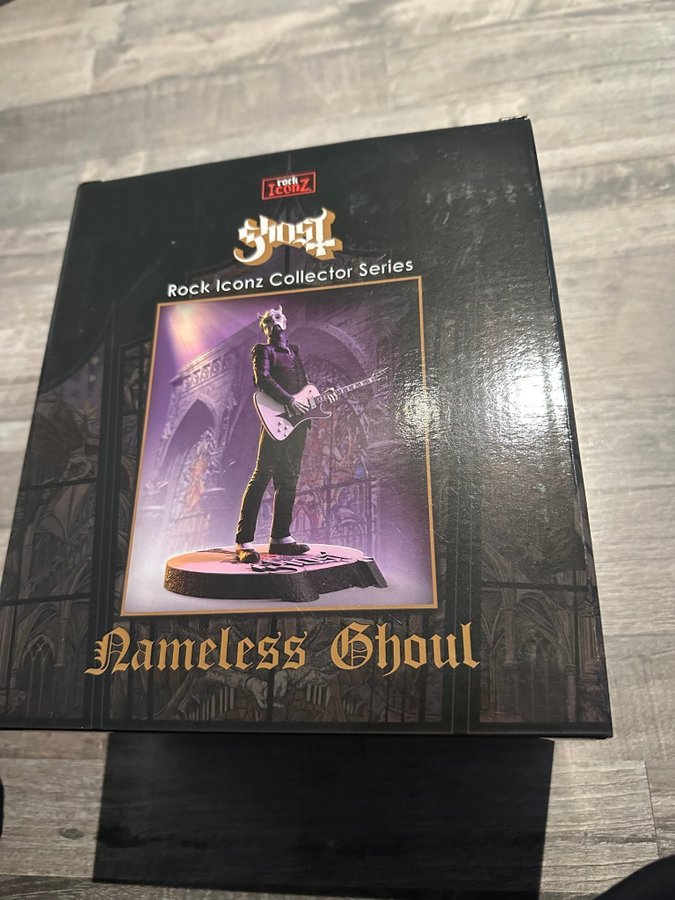 rock
IconZ
Ghost
Rock Iconz Collector Series
Nameless Ghoul